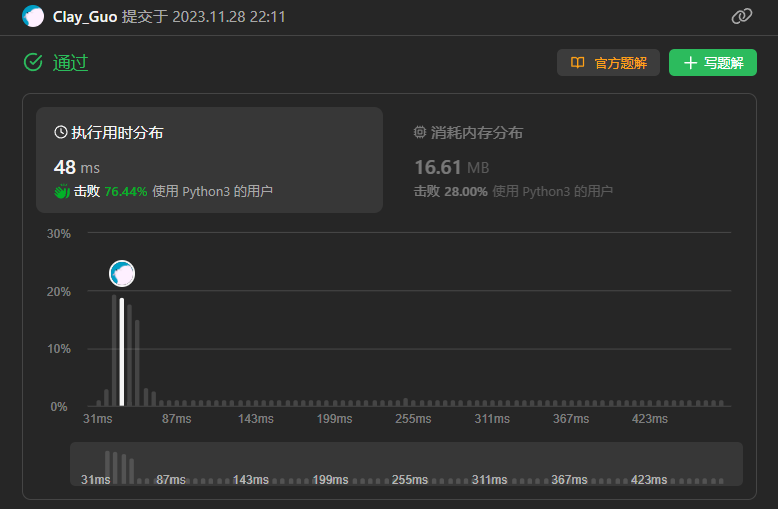 Clay_Guo 提交于 2023.11.28 22:11
通过
官方题解
写题解
执行用时分布
48 ms
击败 76.44% 使用 Python3 的用户
消耗内存分布
16.61 MB
击败 28.00% 使用 Python3 的用户
30%
20%
10%
0%
31ms 87ms 143ms 199ms 255ms 311ms 367ms 423ms
31ms 87ms 143ms 199ms 255ms 311ms 367ms 423ms